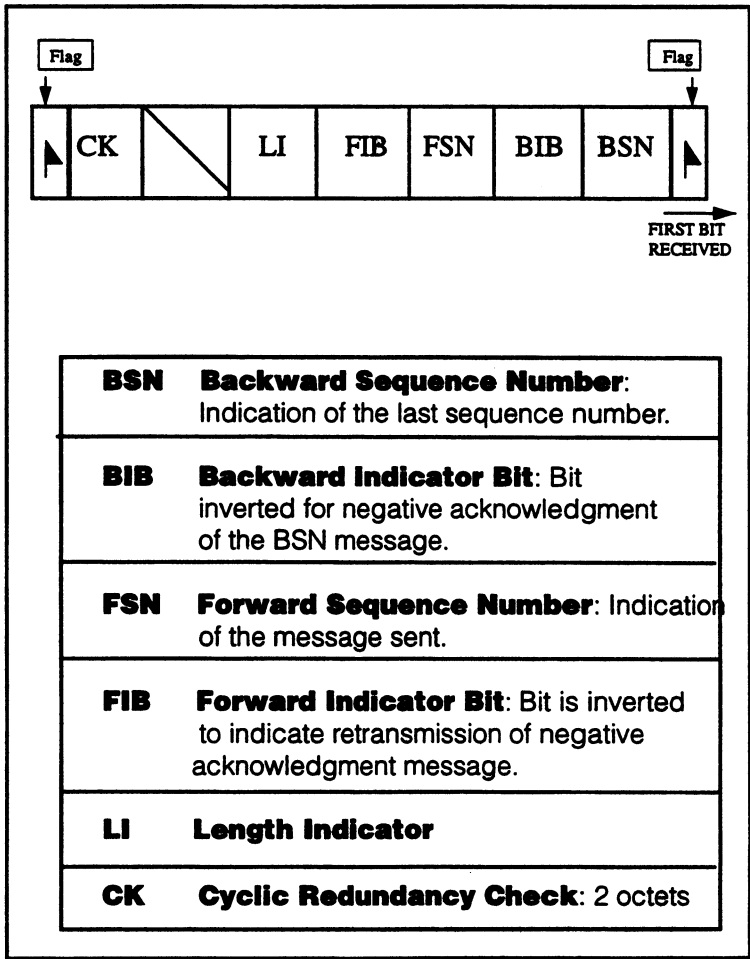 Flag Flag
CK LI FIB FSN BIB BSN
FIRST BIT
RECEIVED
BSN Backward Sequence Number:
Indication of the last sequence number.
BIB Backward Indicator Bit: Bit
inverted for negative acknowledgment
of the BSN message.
FSN Forward Sequence Number: Indication
of the message sent.
FIB Forward Indicator Bit: Bit is inverted
to indicate retransmission of negative
acknowledgment message.
LI Length Indicator
CK Cyclic Redundancy Check: 2 octets